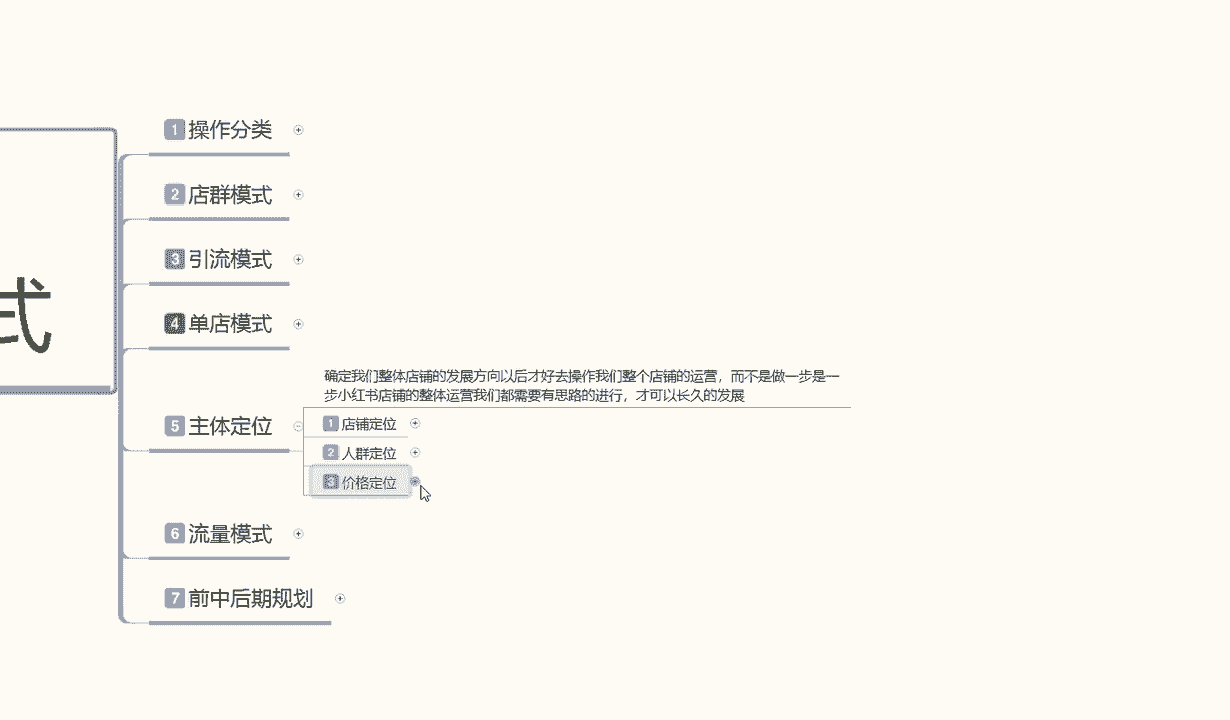 式
1 操作分类
2 店群模式
3 引流模式
4 单店模式
确定我们整体店铺的发展方向以后才好去操作我们整个店铺的运营，而不是做一步是一
步小红书店铺的整体运营我们都需要有思路的进行，才可以长久的发展
5 主体定位
1 店铺定位
2 人群定位
3 价格定位
6 流量模式
7 前中后期规划